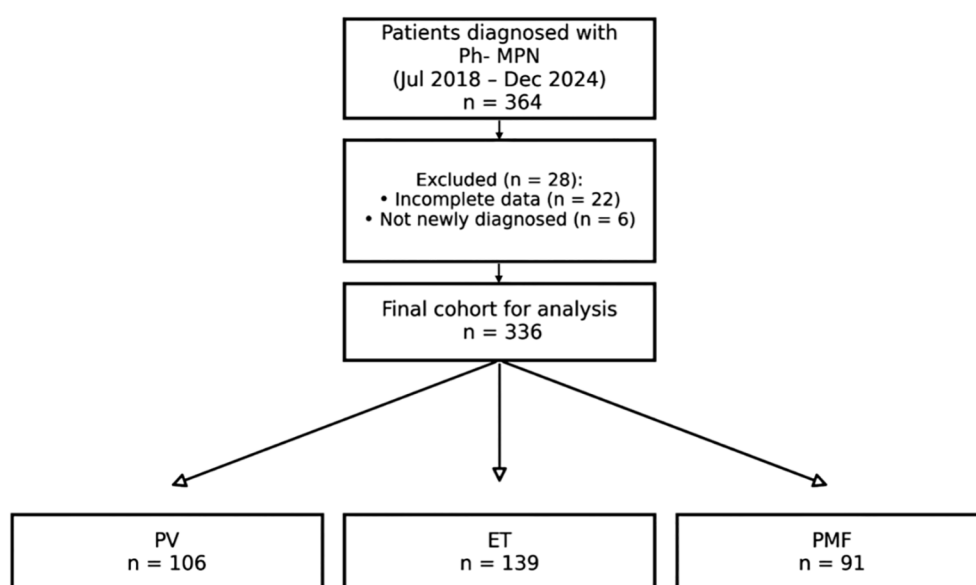 Patients diagnosed with
Ph- MPN
(Jul 2018 – Dec 2024)
n = 364
Excluded (n = 28):
• Incomplete data (n = 22)
• Not newly diagnosed (n = 6)
Final cohort for analysis
n = 336
PV
n = 106
ET
n = 139
PMF
n = 91